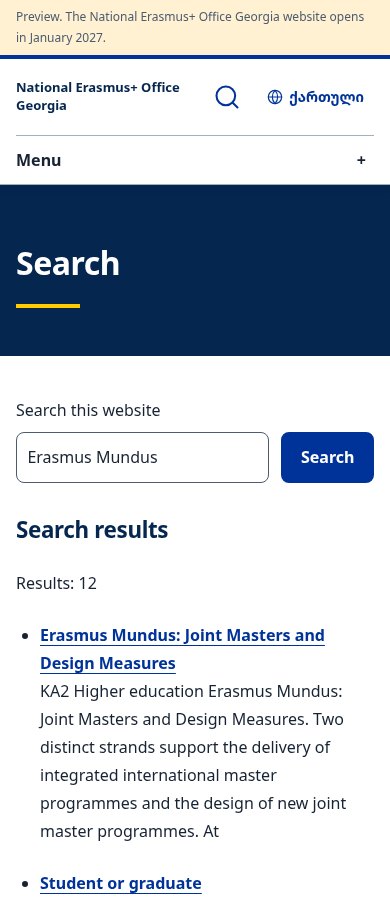 Preview. The National Erasmus+ Office Georgia website opens
in January 2027.
National Erasmus+ Office
Georgia
ქართული
Menu
+
Search
Search this website
Erasmus Mundus
Search
Search results
Results: 12
Erasmus Mundus: Joint Masters and
Design Measures
KA2 Higher education Erasmus Mundus:
Joint Masters and Design Measures. Two
distinct strands support the delivery of
integrated international master
programmes and the design of new joint
master programmes. At
Student or graduate